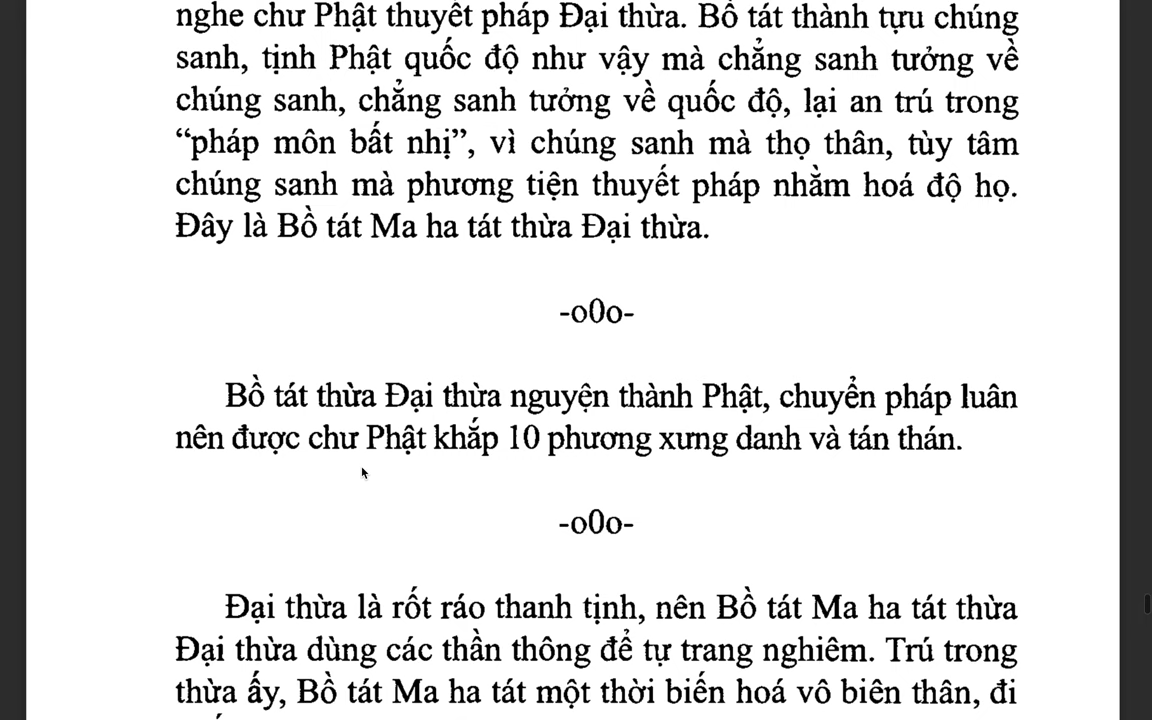 nghe chư Phật thuyết pháp Đại thừa. Bồ tát thành tựu chúng
sanh, tịnh Phật quốc độ như vậy mà chẳng sanh tưởng về
chúng sanh, chẳng sanh tưởng về quốc độ, lại an trú trong
“pháp môn bất nhị”, vì chúng sanh mà thọ thân, tùy tâm
chúng sanh mà phương tiện thuyết pháp nhằm hoá độ họ.
Đây là Bồ tát Ma ha tát thừa Đại thừa.
-o0o-
Bồ tát thừa Đại thừa nguyện thành Phật, chuyển pháp luân
nên được chư Phật khắp 10 phương xưng danh và tán thán.
-o0o-
Đại thừa là rốt ráo thanh tịnh, nên Bồ tát Ma ha tát thừa
Đại thừa dùng các thần thông để tự trang nghiêm. Trú trong
thừa ấy, Bồ tát Ma ha tát một thời biến hoá vô biên thân, đi